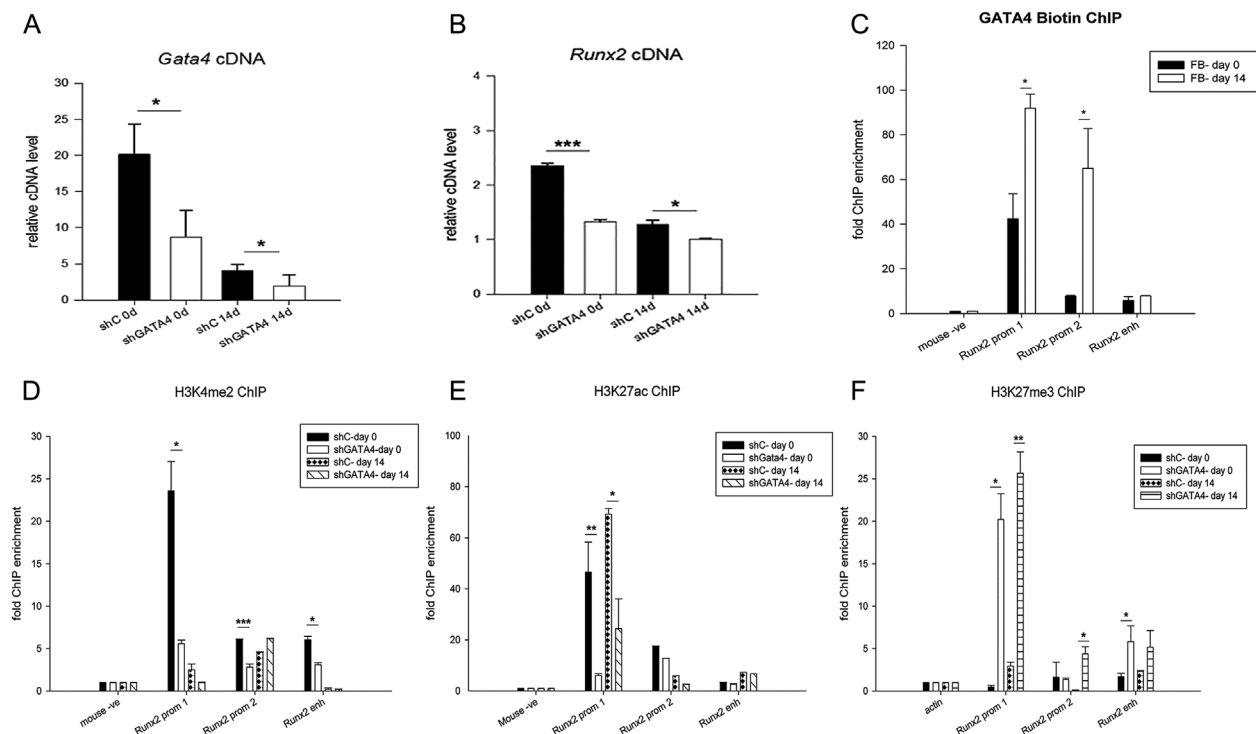 A
Gata4 cDNA
relative cDNA level
30
25
20
15
10
5
0
*
*
shC 0d
shGATA4 0d
shC 14d
shGATA4 14d
B
Runx2 cDNA
relative cDNA level
4
3
2
1
0
***
*
shC 0d
shGATA4 0d
shC 14d
shGATA4 14d
C
GATA4 Biotin ChIP
fold ChIP enrichment
120
100
80
60
40
20
0
FB- day 0
FB- day 14
*
*
mouse -ve
Runx2 prom 1
Runx2 prom 2
Runx2 enh
D
H3K4me2 ChIP
fold ChIP enrichment
30
25
20
15
10
5
0
shC-day 0
shGATA4-day 0
shC- day 14
shGATA4- day 14
*
***
*
mouse -ve
Runx2 prom 1
Runx2 prom 2
Runx2 enh
E
H3K27ac ChIP
fold ChIP enrichment
100
80
60
40
20
0
shC- day 0
shGata4- day 0
shC- day 14
shGATA4- day 14
**
*
Mouse -ve
Runx2 prom 1
Runx2 prom 2
Runx2 enh
F
H3K27me3 ChIP
fold ChIP enrichment
30
25
20
15
10
5
0
shC- day 0
shGATA4- day 0
shC- day 14
shGATA4- day 14
*
**
*
*
actin
Runx2 prom 1
Runx2 prom 2
Runx2 enh